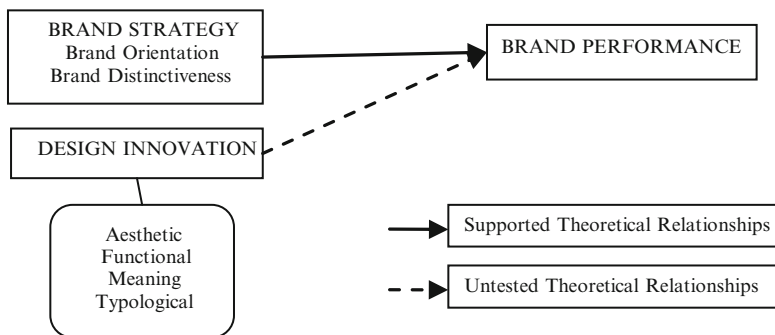 BRAND STRATEGY
Brand Orientation
Brand Distinctiveness
BRAND PERFORMANCE
DESIGN INNOVATION
Aesthetic
Functional
Meaning
Typological
Supported Theoretical Relationships
Untested Theoretical Relationships